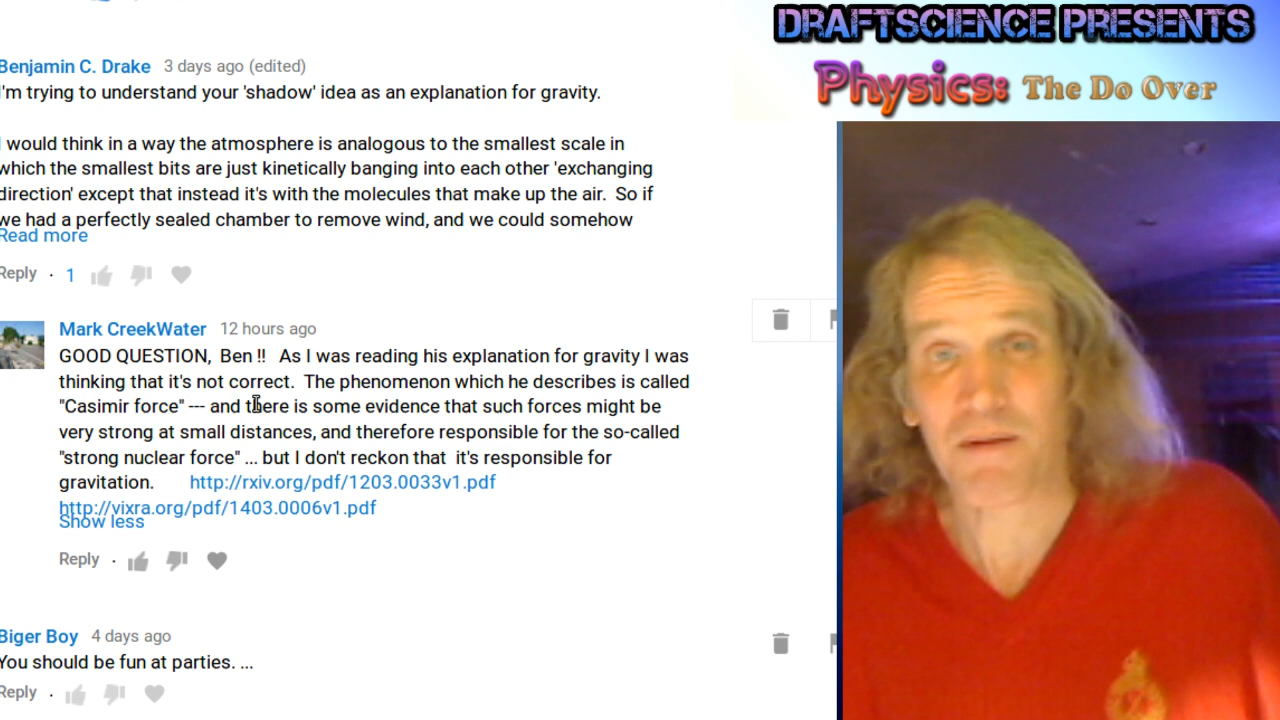 DRAFTSCIENCE PRESENTS
Physics: The Do Over
Benjamin C. Drake 3 days ago (edited)
'm trying to understand your 'shadow' idea as an explanation for gravity.
I would think in a way the atmosphere is analogous to the smallest scale in
which the smallest bits are just kinetically banging into each other 'exchanging
direction' except that instead it's with the molecules that make up the air. So if
we had a perfectly sealed chamber to remove wind, and we could somehow
Read more
Reply · 1
Mark CreekWater 12 hours ago
GOOD QUESTION, Ben !! As I was reading his explanation for gravity I was
thinking that it's not correct. The phenomenon which he describes is called
"Casimir force" --- and there is some evidence that such forces might be
very strong at small distances, and therefore responsible for the so-called
"strong nuclear force" ... but I don't reckon that it's responsible for
gravitation. http://rxiv.org/pdf/1203.0033v1.pdf
http://vixra.org/pdf/1403.0006v1.pdf
Show less
Reply ·
Biger Boy 4 days ago
You should be fun at parties. ...
Reply ·